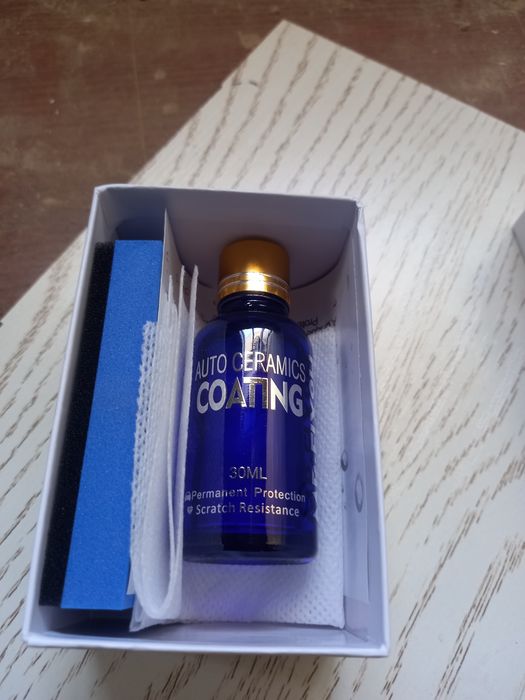 AUTO CERAMICS
COATING
30ML
Permanent Protection
Scratch Resistance